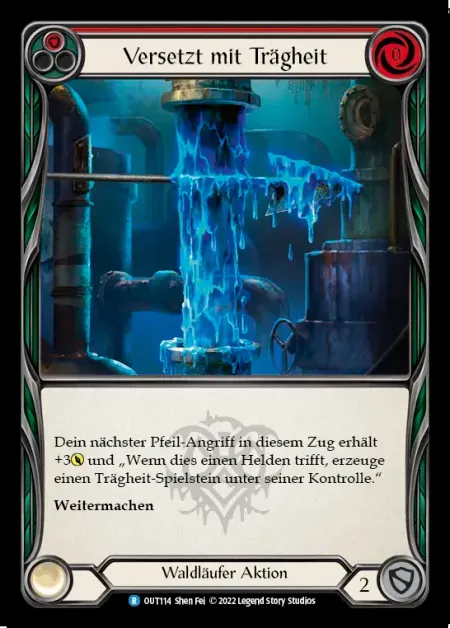 Versetzt mit Trägheit
0
Dein nächster Pfeil-Angriff in diesem Zug erhält
+3 und „Wenn dies einen Helden trifft, erzeuge
einen Trägheit-Spielstein unter seiner Kontrolle.“
Weitermachen
Waldläufer Aktion
2
R OUT114 Shen Fei © 2022 Legend Story Studios